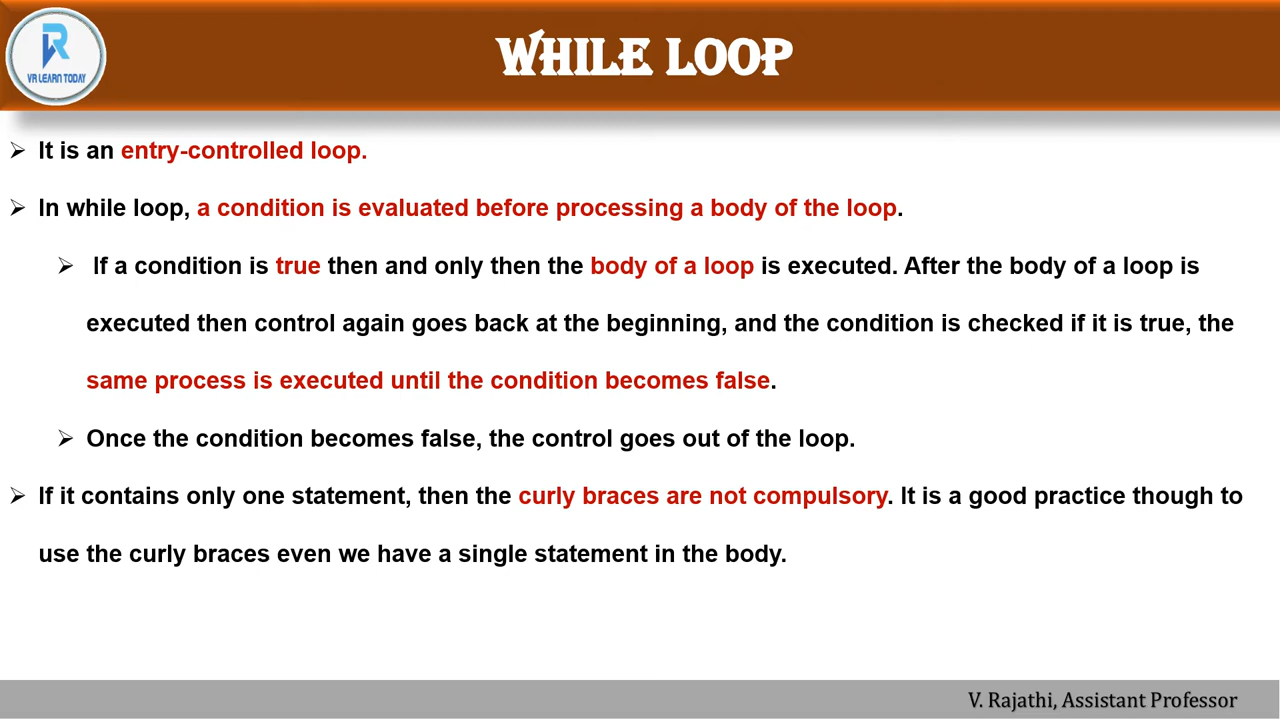 WHILE LOOP
VR LEARN TODAY
It is an entry-controlled loop.
In while loop, a condition is evaluated before processing a body of the loop.
If a condition is true then and only then the body of a loop is executed. After the body of a loop is
executed then control again goes back at the beginning, and the condition is checked if it is true, the
same process is executed until the condition becomes false.
Once the condition becomes false, the control goes out of the loop.
If it contains only one statement, then the curly braces are not compulsory. It is a good practice though to
use the curly braces even we have a single statement in the body.
V. Rajathi, Assistant Professor